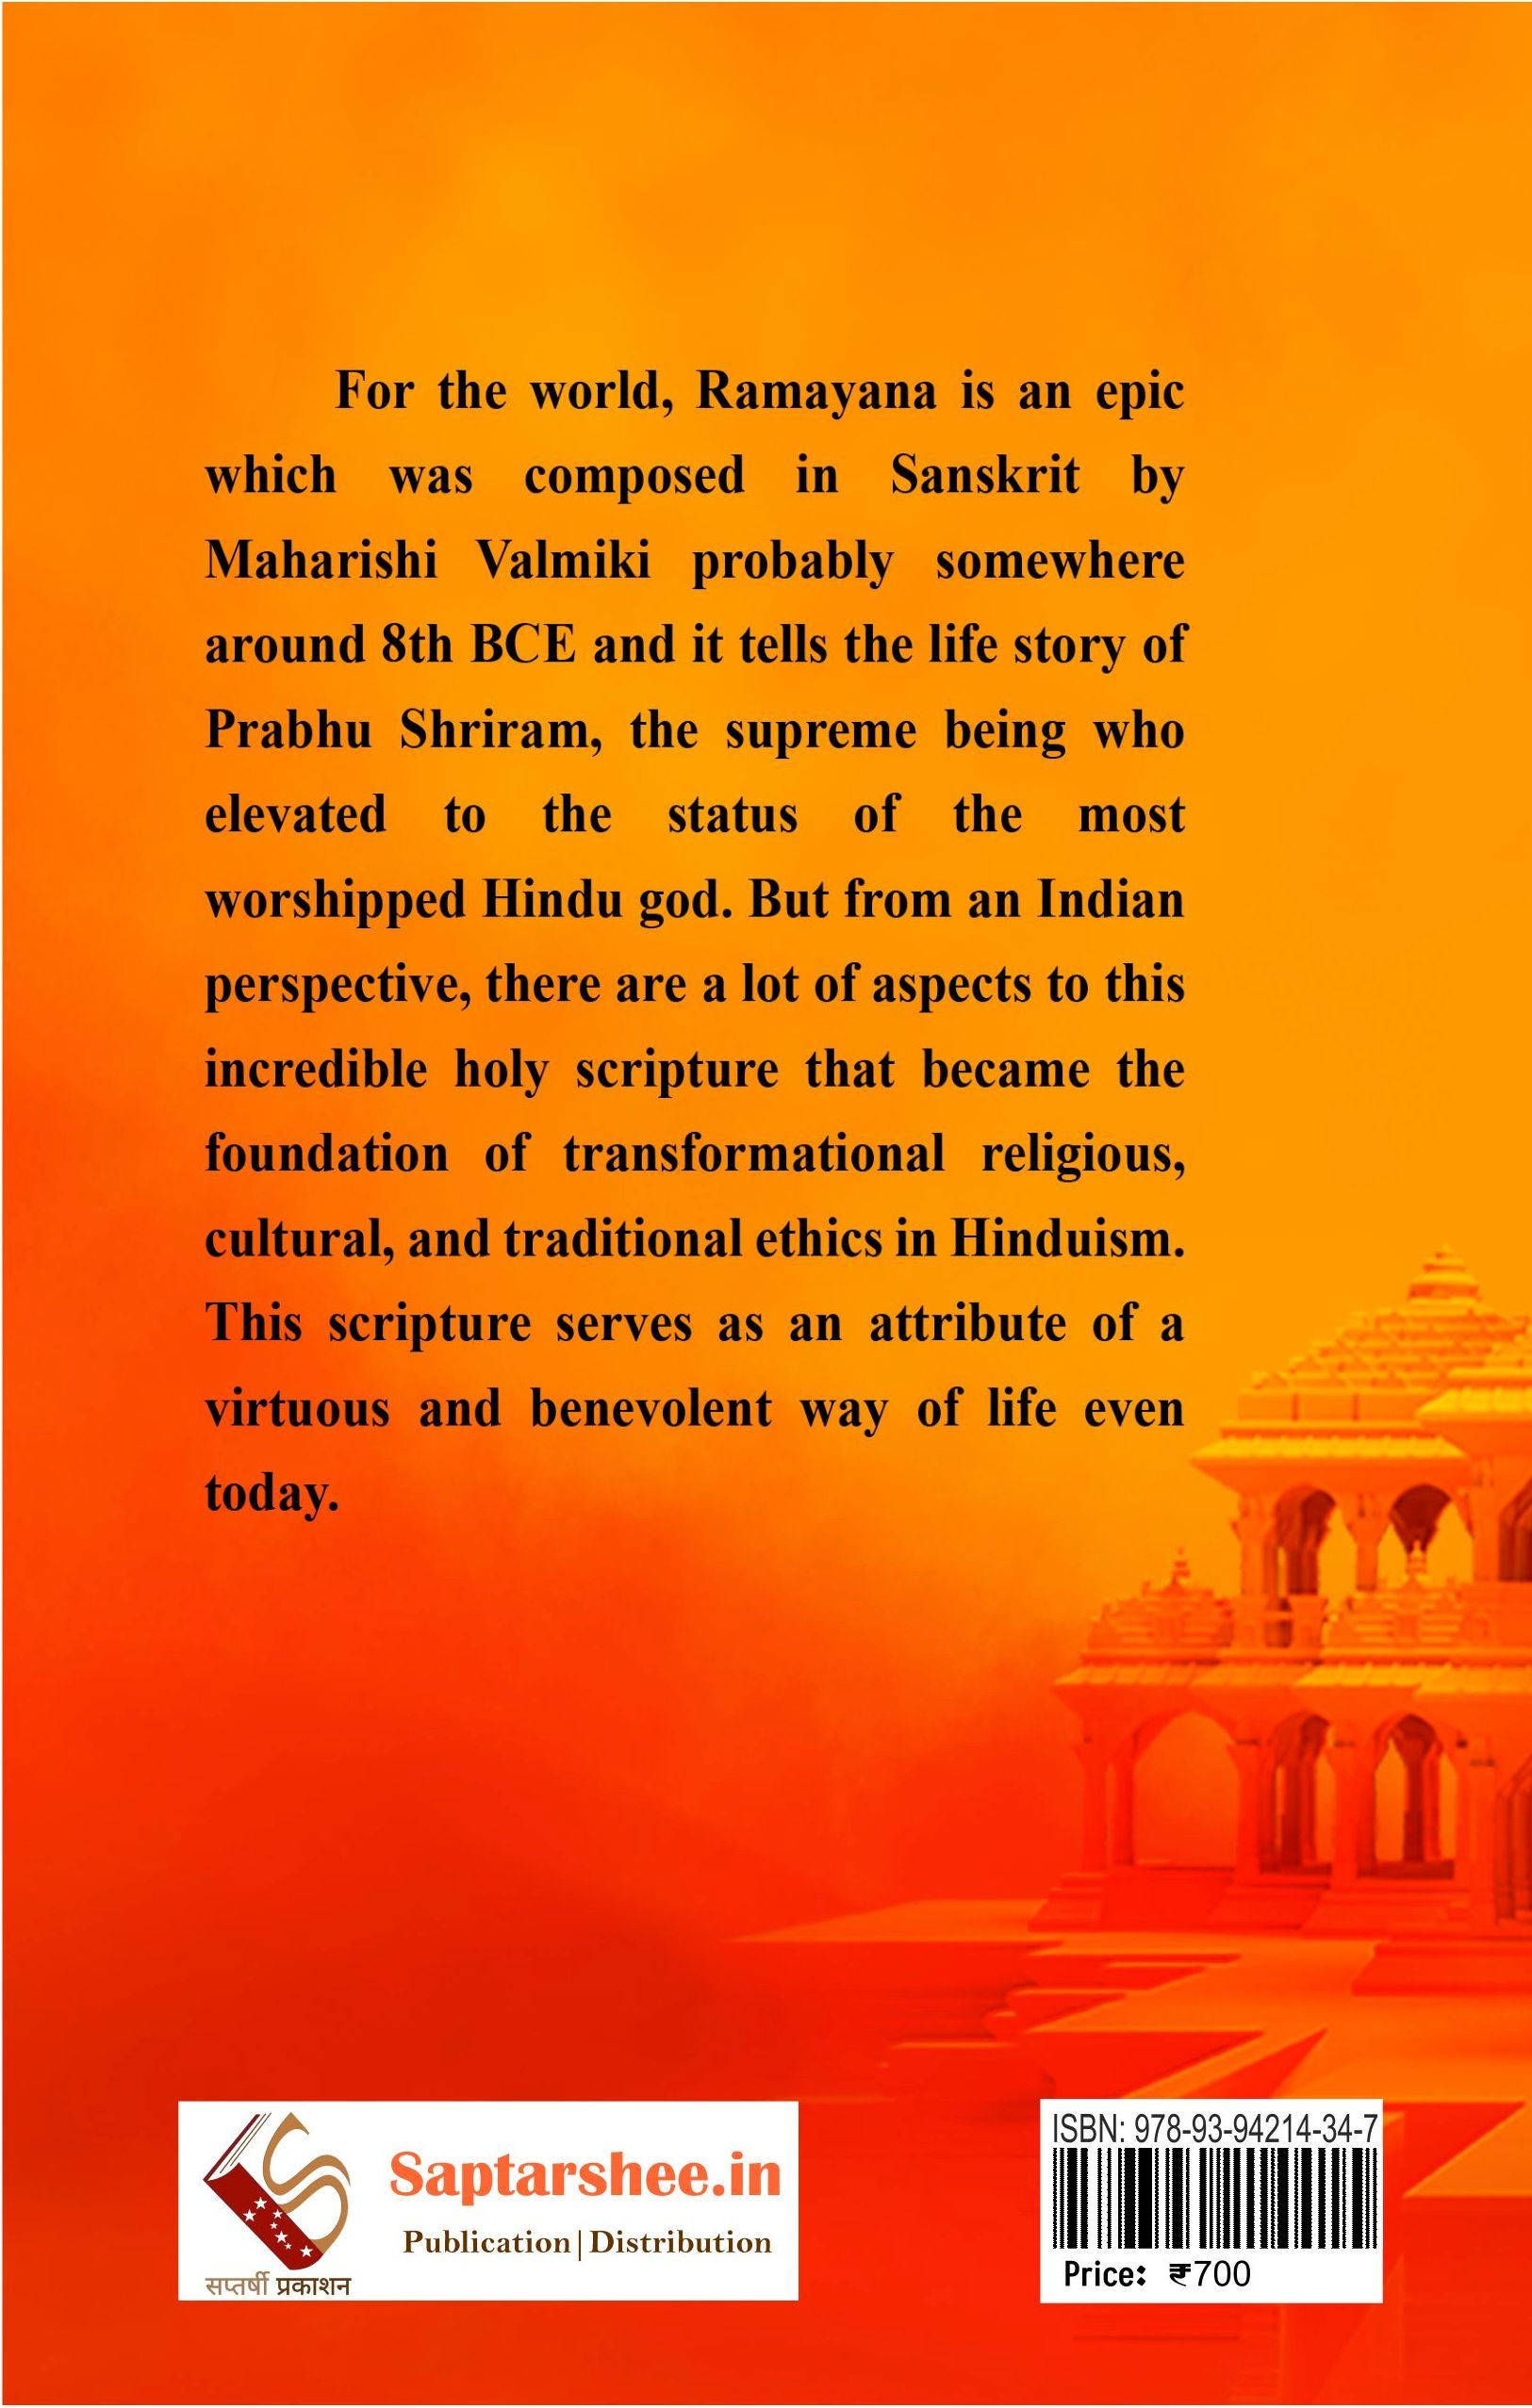 For the world, Ramayana is an epic
which was composed in Sanskrit by
Maharishi Valmiki probably somewhere
around 8th BCE and it tells the life story of
Prabhu Shriram, the supreme being who
elevated to the status of the most
worshipped Hindu god. But from an Indian
perspective, there are a lot of aspects to this
incredible holy scripture that became the
foundation of transformational religious,
cultural, and traditional ethics in Hinduism.
This scripture serves as an attribute of a
virtuous and benevolent way of life even
today.
Saptarshee.in
Publication|Distribution
सप्तर्षी प्रकाशन
ISBN: 978-93-94214-34-7
Price: ₹700